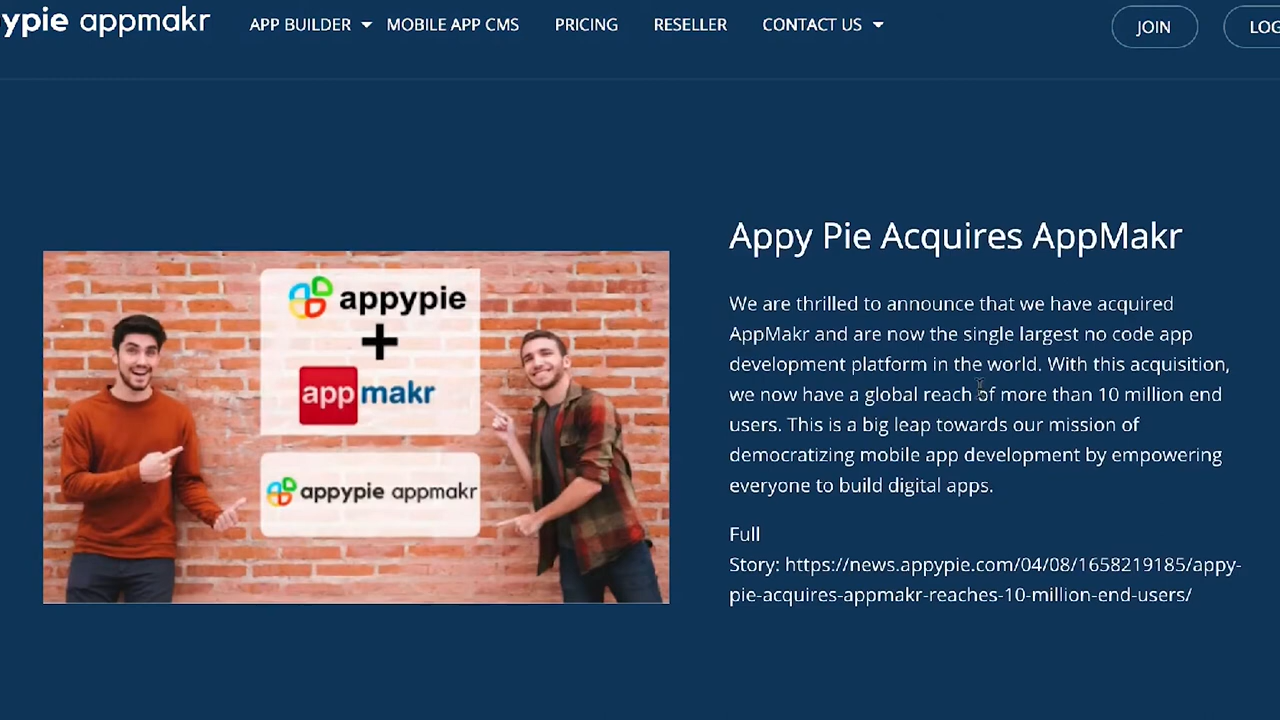 ypie appmakr APP BUILDER MOBILE APP CMS PRICING RESELLER CONTACT US JOIN LOG
appypie
+
appmakr
appypie appmakr
Appy Pie Acquires AppMakr
We are thrilled to announce that we have acquired
AppMakr and are now the single largest no code app
development platform in the world. With this acquisition,
we now have a global reach of more than 10 million end
users. This is a big leap towards our mission of
democratizing mobile app development by empowering
everyone to build digital apps.
Full
Story: https://news.appypie.com/04/08/1658219185/appy-
pie-acquires-appmakr-reaches-10-million-end-users/